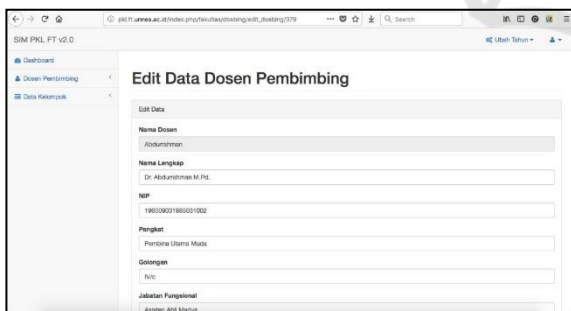 pkl.ft.unnes.ac.id/index.php/fakultas/dosbing/edit_dosbing/379
Search
SIM PKL FT v2.0
Ubah Tahun
Dashboard
Dosen Pembimbing
Data Kelompok
Edit Data Dosen Pembimbing
Edit Data
Nama Dosen
Abdurrahman
Nama Lengkap
Dr. Abdurrahman M.Pd.
NIP
Pangkat
Pembina Utama Muda
Golongan
IV/c
Jabatan Fungsional